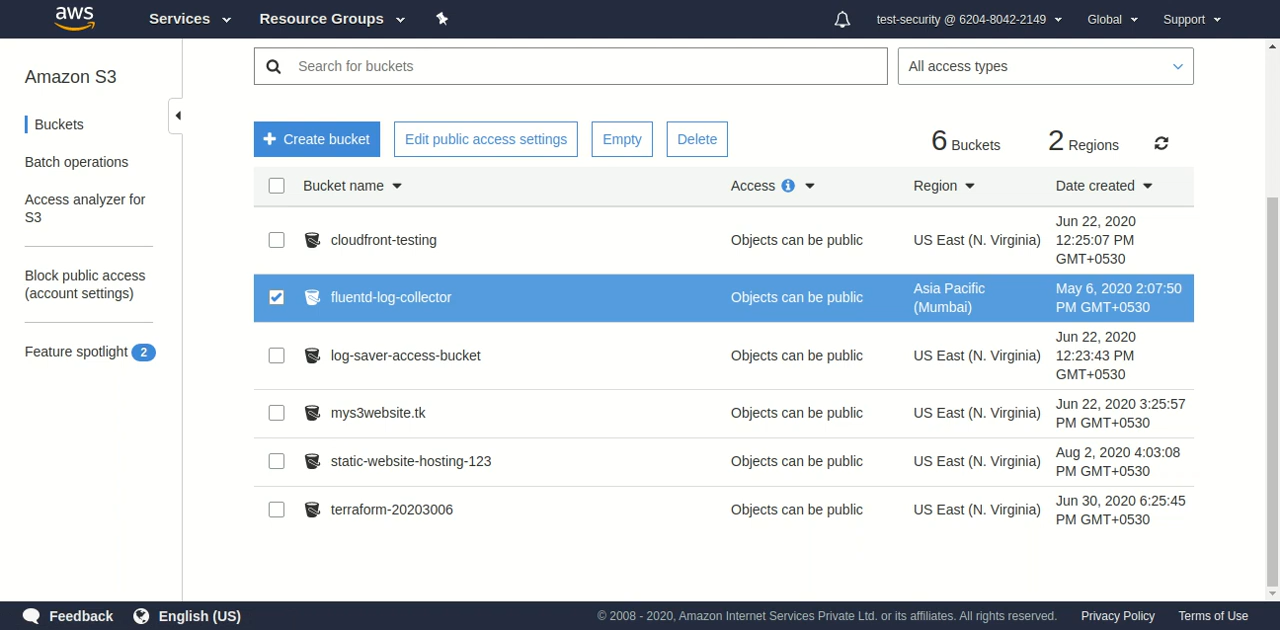 aws Services Resource Groups test-security @ 6204-8042-2149 Global Support
Amazon S3
Buckets
Batch operations
Access analyzer for
S3
Block public access
(account settings)
Feature spotlight 2
Search for buckets All access types
Create bucket Edit public access settings Empty Delete 6 Buckets 2 Regions
Bucket name Access Region Date created
cloudfront-testing Objects can be public US East (N. Virginia) Jun 22, 2020
12:25:07 PM
GMT+0530
fluentd-log-collector Objects can be public Asia Pacific May 6, 2020 2:07:50
(Mumbai) PM GMT+0530
log-saver-access-bucket Objects can be public US East (N. Virginia) Jun 22, 2020
12:23:43 PM
GMT+0530
mys3website.tk Objects can be public US East (N. Virginia) Jun 22, 2020 3:25:57
PM GMT+0530
static-website-hosting-123 Objects can be public US East (N. Virginia) Aug 2, 2020 4:03:08
PM GMT+0530
terraform-20203006 Objects can be public US East (N. Virginia) Jun 30, 2020 6:25:45
PM GMT+0530
Feedback English (US) © 2008 - 2020, Amazon Internet Services Private Ltd. or its affiliates. All rights reserved. Privacy Policy Terms of Use